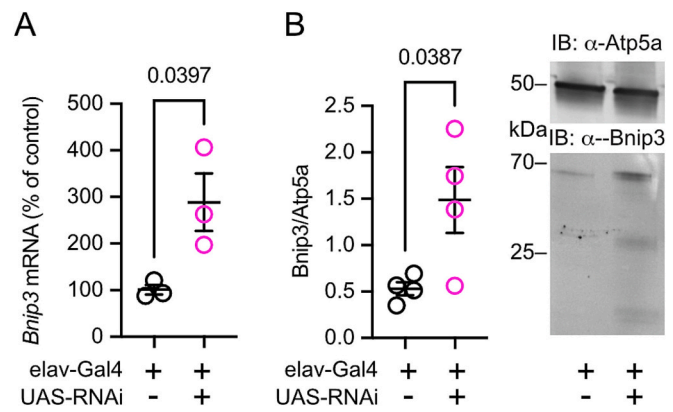 A
0.0397
500
400
300
200
100
0
Bnip3 mRNA (% of control)
elav-Gal4 + +
UAS-RNAi - +
B
0.0387
2.5
2.0
1.5
1.0
0.5
0.0
Bnip3/Atp5a
elav-Gal4 + +
UAS-RNAi - +
IB: α-Atp5a
50–
kDa
IB: α--Bnip3
70–
25–
+ +
- +